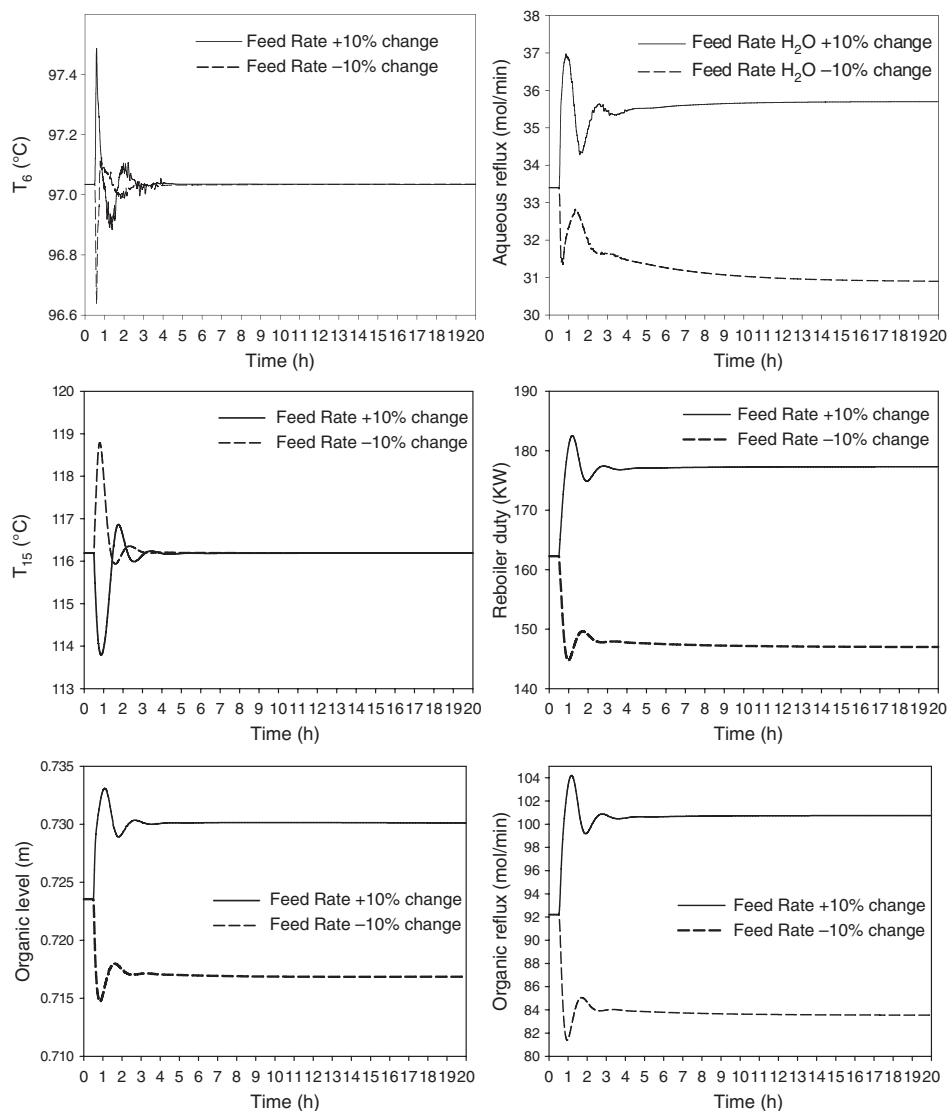 T6 (°C)
97.4
97.2
97.0
96.8
96.6
Feed Rate +10% change
Feed Rate –10% change
0 1 2 3 4 5 6 7 8 9 10 11 12 13 14 15 16 17 18 19 20
Time (h)
Aqueous reflux (mol/min)
38
37
36
35
34
33
32
31
30
Feed Rate H2O +10% change
Feed Rate H2O –10% change
0 1 2 3 4 5 6 7 8 9 10 11 12 13 14 15 16 17 18 19 20
Time (h)
T15 (°C)
120
119
118
117
116
115
114
113
Feed Rate +10% change
Feed Rate –10% change
0 1 2 3 4 5 6 7 8 9 10 11 12 13 14 15 16 17 18 19 20
Time (h)
Reboiler duty (KW)
190
180
170
160
150
140
Feed Rate +10% change
Feed Rate –10% change
0 1 2 3 4 5 6 7 8 9 10 11 12 13 14 15 16 17 18 19 20
Time (h)
Organic level (m)
0.735
0.730
0.725
0.720
0.715
0.710
Feed Rate +10% change
Feed Rate –10% change
0 1 2 3 4 5 6 7 8 9 10 11 12 13 14 15 16 17 18 19 20
Time (h)
Organic reflux (mol/min)
104
102
100
98
96
94
92
90
88
86
84
82
80
Feed Rate +10% change
Feed Rate –10% change
0 1 2 3 4 5 6 7 8 9 10 11 12 13 14 15 16 17 18 19 20
Time (h)